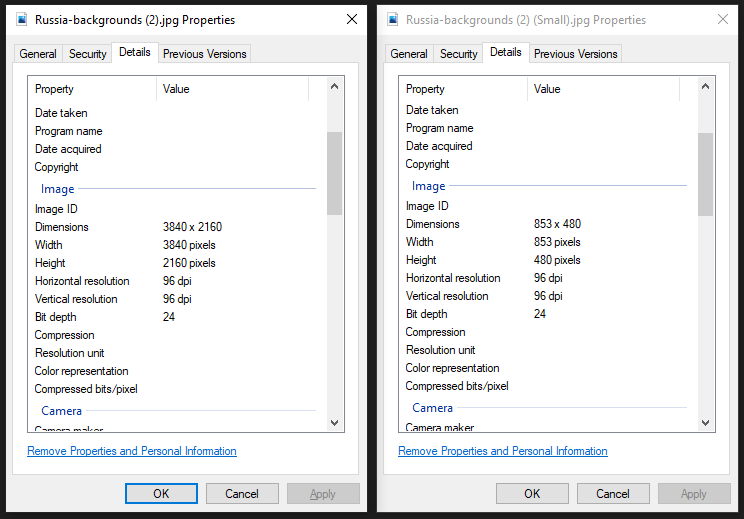 Russia-backgrounds (2).jpg Properties
General Security Details Previous Versions
Property Value
Date taken
Program name
Date acquired
Copyright
Image
Image ID
Dimensions 3840 x 2160
Width 3840 pixels
Height 2160 pixels
Horizontal resolution 96 dpi
Vertical resolution 96 dpi
Bit depth 24
Compression
Resolution unit
Color representation
Compressed bits/pixel
Camera
Camera maker
Remove Properties and Personal Information
OK Cancel Apply
Russia-backgrounds (2) (Small).jpg Properties
General Security Details Previous Versions
Property Value
Date taken
Program name
Date acquired
Copyright
Image
Image ID
Dimensions 853 x 480
Width 853 pixels
Height 480 pixels
Horizontal resolution 96 dpi
Vertical resolution 96 dpi
Bit depth 24
Compression
Resolution unit
Color representation
Compressed bits/pixel
Camera
Camera maker
Remove Properties and Personal Information
OK Cancel Apply